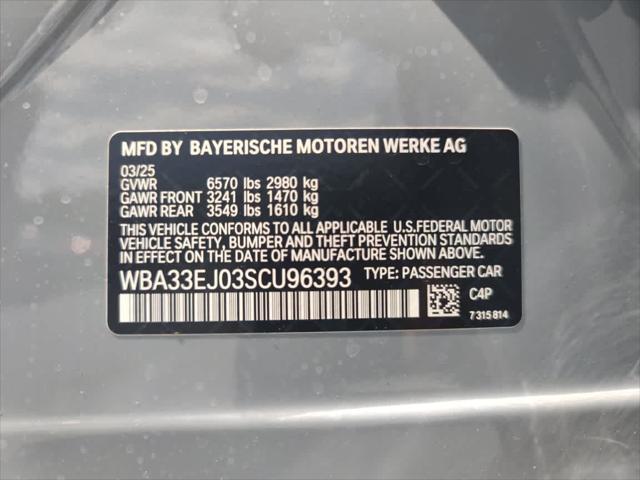 MFD BY BAYERISCHE MOTOREN WERKE AG
03/25
GVWR 6570 lbs 2980 kg
GAWR FRONT 3241 lbs 1470 kg
GAWR REAR 3549 lbs 1610 kg
THIS VEHICLE CONFORMS TO ALL APPLICABLE U.S.FEDERAL MOTOR
VEHICLE SAFETY, BUMPER AND THEFT PREVENTION STANDARDS
IN EFFECT ON THE DATE OF MANUFACTURE SHOWN ABOVE.
WBA33EJ03SCU96393 TYPE: PASSENGER CAR
C4P
7 315 814